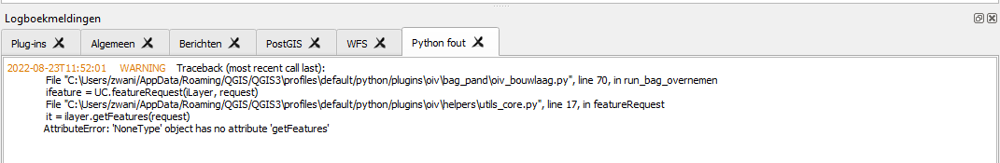 Logboekmeldingen
Plug-ins Algemeen Berichten PostGIS WFS Python fout
2022-08-23T11:52:01 WARNING Traceback (most recent call last):
File "C:\Users/zwani/AppData/Roaming/QGIS/QGIS3\profiles\default/python/plugins\oiv\bag_pand\oiv_bouwlaag.py", line 70, in run_bag_overnemen
ifeature = UC.featureRequest(iLayer, request)
File "C:\Users/zwani/AppData/Roaming/QGIS/QGIS3\profiles\default/python/plugins\oiv\helpers\utils_core.py", line 17, in featureRequest
it = ilayer.getFeatures(request)
AttributeError: 'NoneType' object has no attribute 'getFeatures'